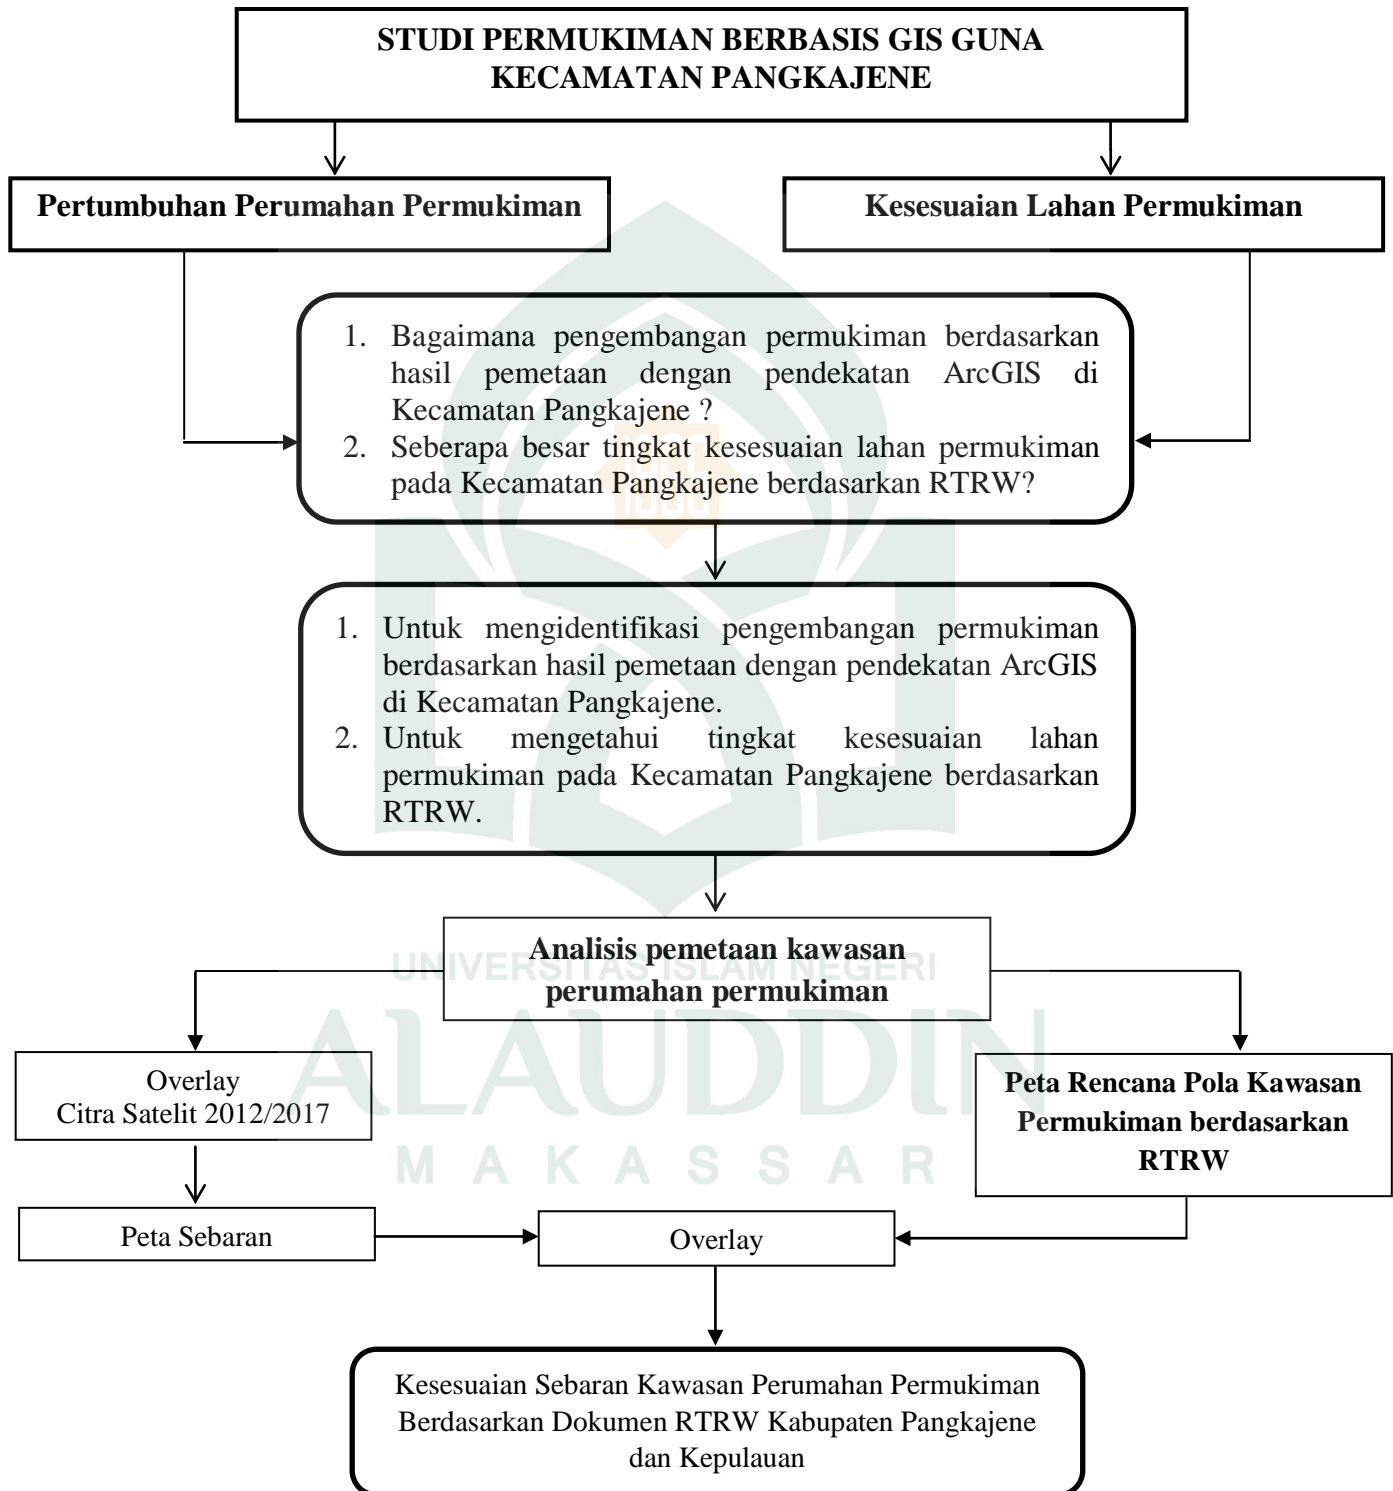 STUDI PERMUKIMAN BERBASIS GIS GUNA
KECAMATAN PANGKAJENE
Pertumbuhan Perumahan Permukiman
Kesesuaian Lahan Permukiman
1. Bagaimana pengembangan permukiman berdasarkan
hasil pemetaan dengan pendekatan ArcGIS di
Kecamatan Pangkajene ?
2. Seberapa besar tingkat kesesuaian lahan permukiman
pada Kecamatan Pangkajene berdasarkan RTRW?
1. Untuk mengidentifikasi pengembangan permukiman
berdasarkan hasil pemetaan dengan pendekatan ArcGIS
di Kecamatan Pangkajene.
2. Untuk mengetahui tingkat kesesuaian lahan
permukiman pada Kecamatan Pangkajene berdasarkan
RTRW.
Analisis pemetaan kawasan
perumahan permukiman
UNIVERSITAS ISLAM NEGERI
ALAUDDIN
MAKASSAR
Overlay
Citra Satelit 2012/2017
Peta Rencana Pola Kawasan
Permukiman berdasarkan
RTRW
Peta Sebaran
Overlay
Kesesuaian Sebaran Kawasan Perumahan Permukiman
Berdasarkan Dokumen RTRW Kabupaten Pangkajene
dan Kepulauan